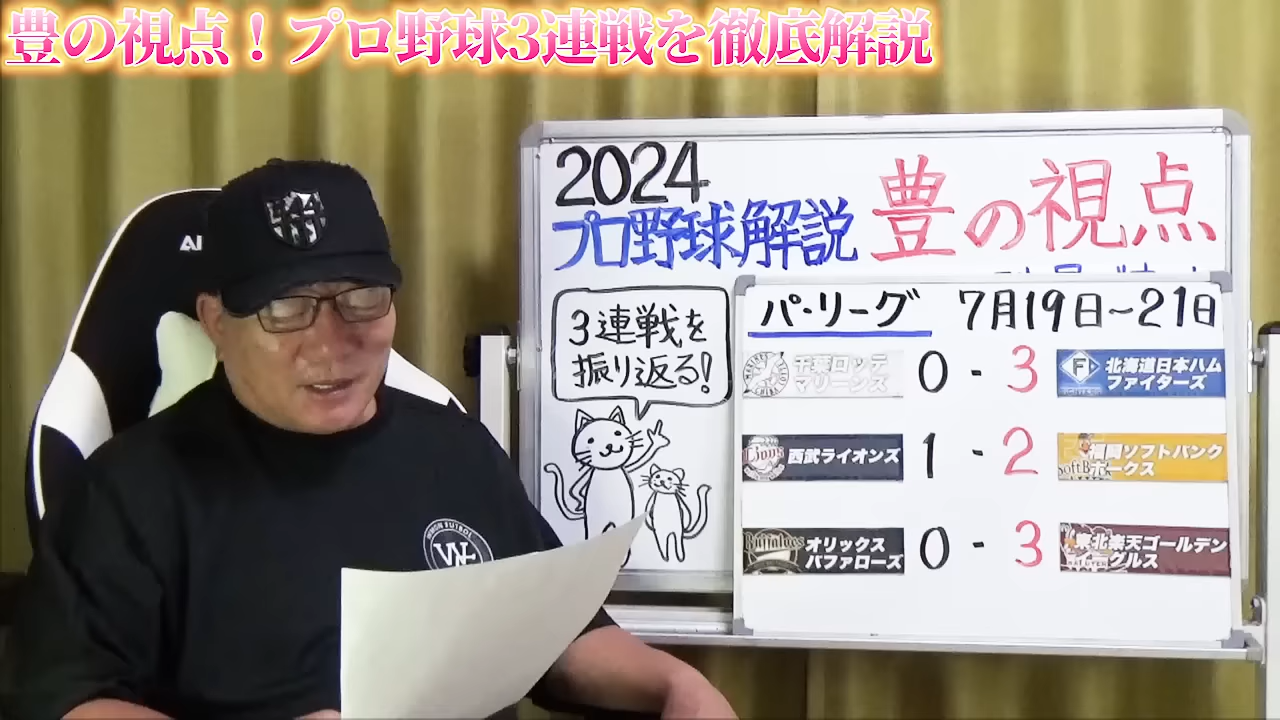 豊の視点！プロ野球3連戦を徹底解説
2024
プロ野球解説 豊の視点
3連戦を
振り返る！
パ・リーグ 7月19日~21日
千葉ロッテ
マリーンズ
0 - 3
北海道日本ハム
ファイターズ
Lions
西武ライオンズ
1 - 2
福岡ソフトバンク
ホークス
Buffaloes
オリックス
バファローズ
0 - 3
東北楽天ゴールデン
AI